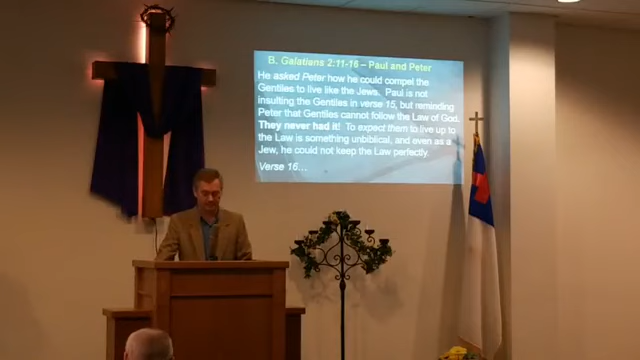 B. Galatians 2:11-16 – Paul and Peter
He asked Peter how he could compel the
Gentiles to live like the Jews. Paul is not
insulting the Gentiles in verse 15, but reminding
Peter that Gentiles cannot follow the Law of God.
They never had it! To expect them to live up to
the Law is something unbiblical, and even as a
Jew, he could not keep the Law perfectly.
Verse 16…